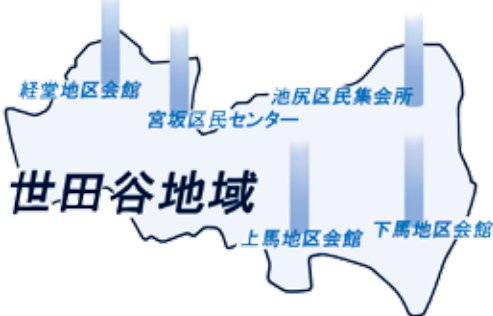 経堂地区会館
池尻区民集会所
宮坂区民センター
世田谷地域
上馬地区会館
下馬地区会館